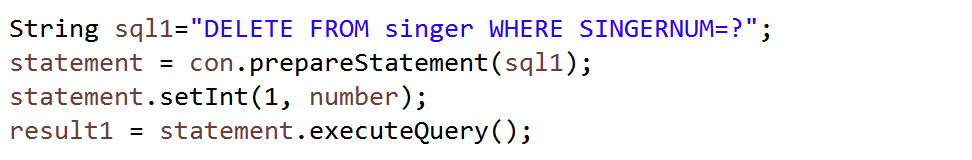 String sql1="DELETE FROM singer WHERE SINGERNUM=?";
statement = con.prepareStatement(sql1);
statement.setInt(1, number);
result1 = statement.executeQuery();